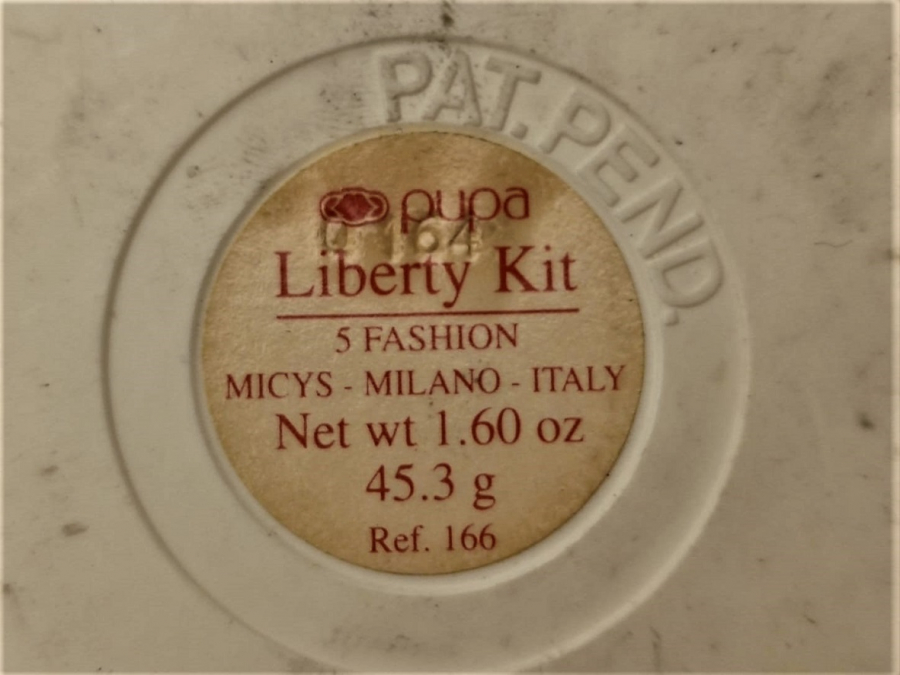 PAT. PEND.
pupa
164
Liberty Kit
5 FASHION
MICYS - MILANO - ITALY
Net wt 1.60 oz
45.3 g
Ref. 166